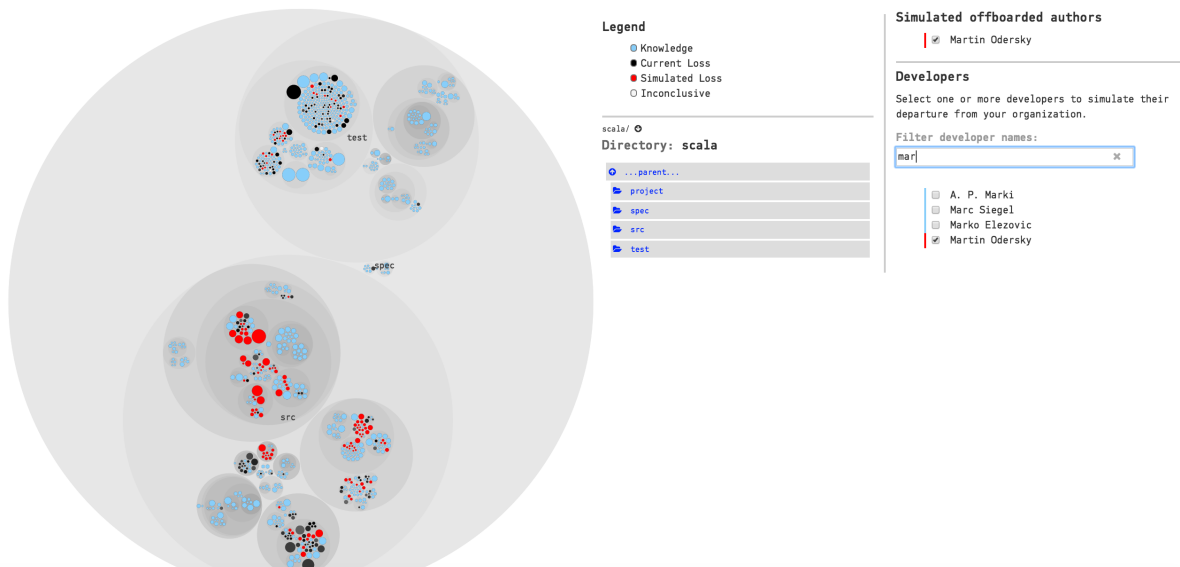 test
spec
src
Legend
Knowledge
Current Loss
Simulated Loss
Inconclusive
scala/
Directory: scala
...parent...
project
spec
src
test
Simulated offboarded authors
Martin Odersky
Developers
Select one or more developers to simulate their
departure from your organization.
Filter developer names:
mar
A. P. Marki
Marc Siegel
Marko Elezovic
Martin Odersky